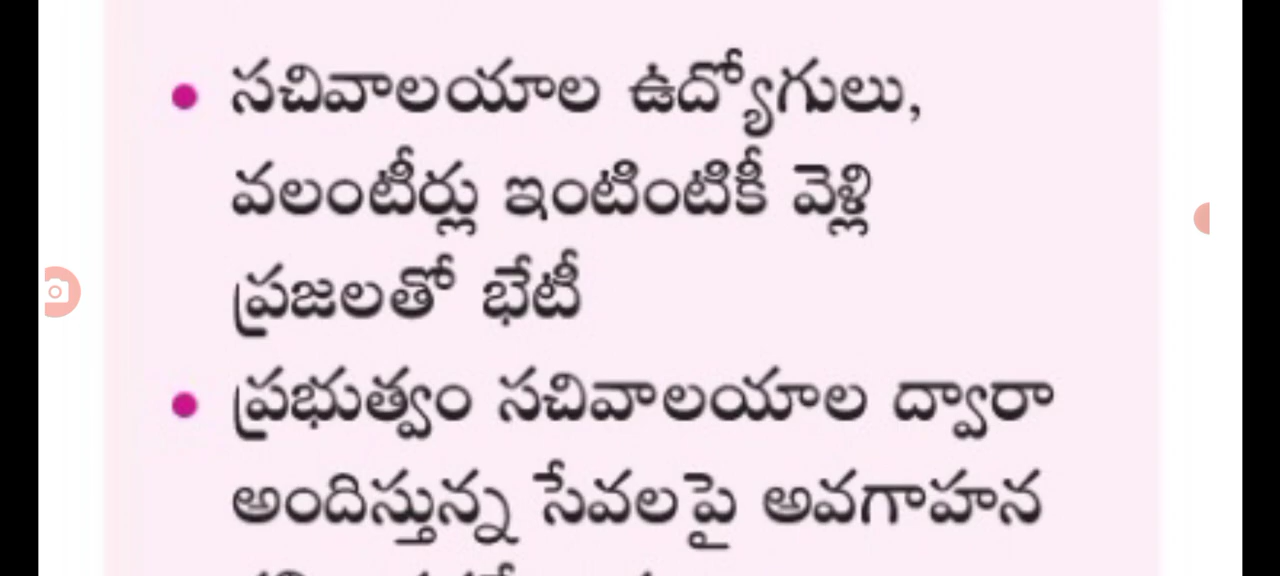 • సచివాలయాల ఉద్యోగులు,
వలంటీర్లు ఇంటింటికీ వెళ్లి
ప్రజలతో భేటీ
• ప్రభుత్వం సచివాలయాల ద్వారా
అందిస్తున్న సేవలపై అవగాహన